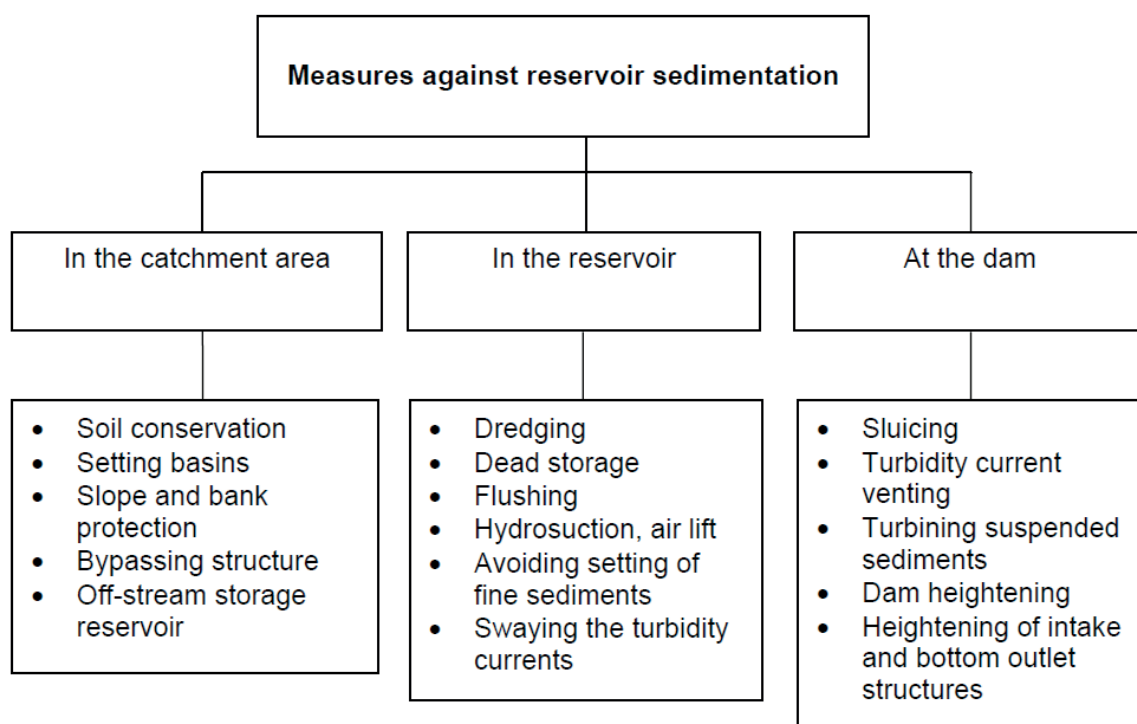 Measures against reservoir sedimentation
In the catchment area
In the reservoir
At the dam
• Soil conservation
• Setting basins
• Slope and bank
protection
• Bypassing structure
• Off-stream storage
reservoir
• Dredging
• Dead storage
• Flushing
• Hydrosuction, air lift
• Avoiding setting of
fine sediments
• Swaying the turbidity
currents
• Sluicing
• Turbidity current
venting
• Turbining suspended
sediments
• Dam heightening
• Heightening of intake
and bottom outlet
structures